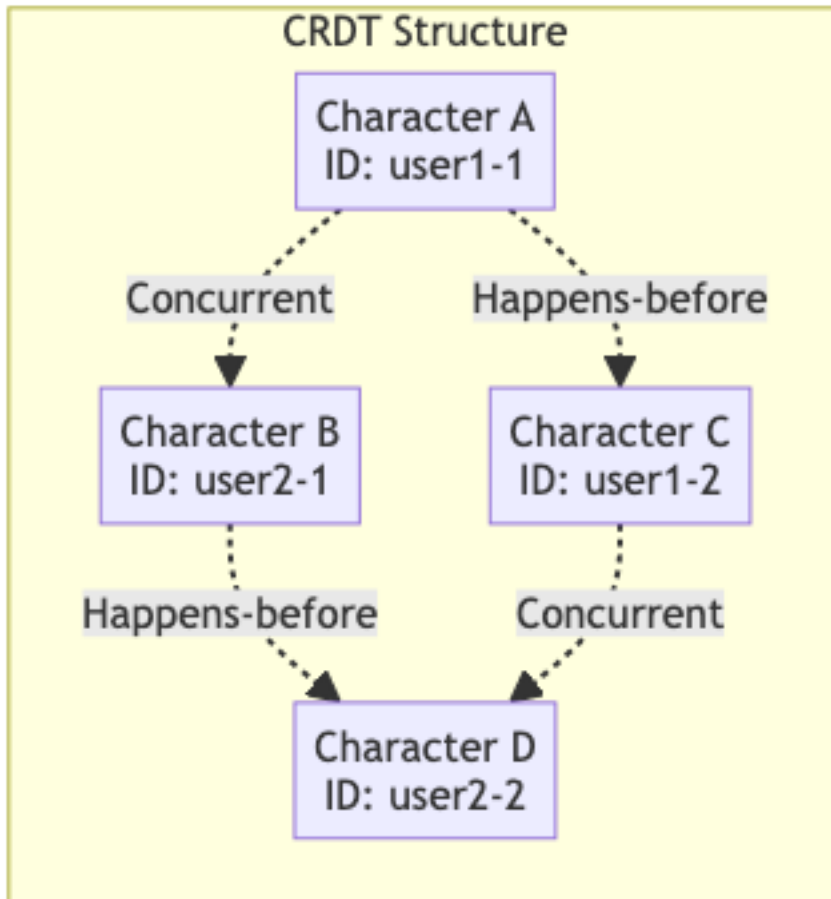 CRDT Structure
Character A
ID: user1-1
Concurrent
Happens-before
Character B
ID: user2-1
Character C
ID: user1-2
Happens-before
Concurrent
Character D
ID: user2-2